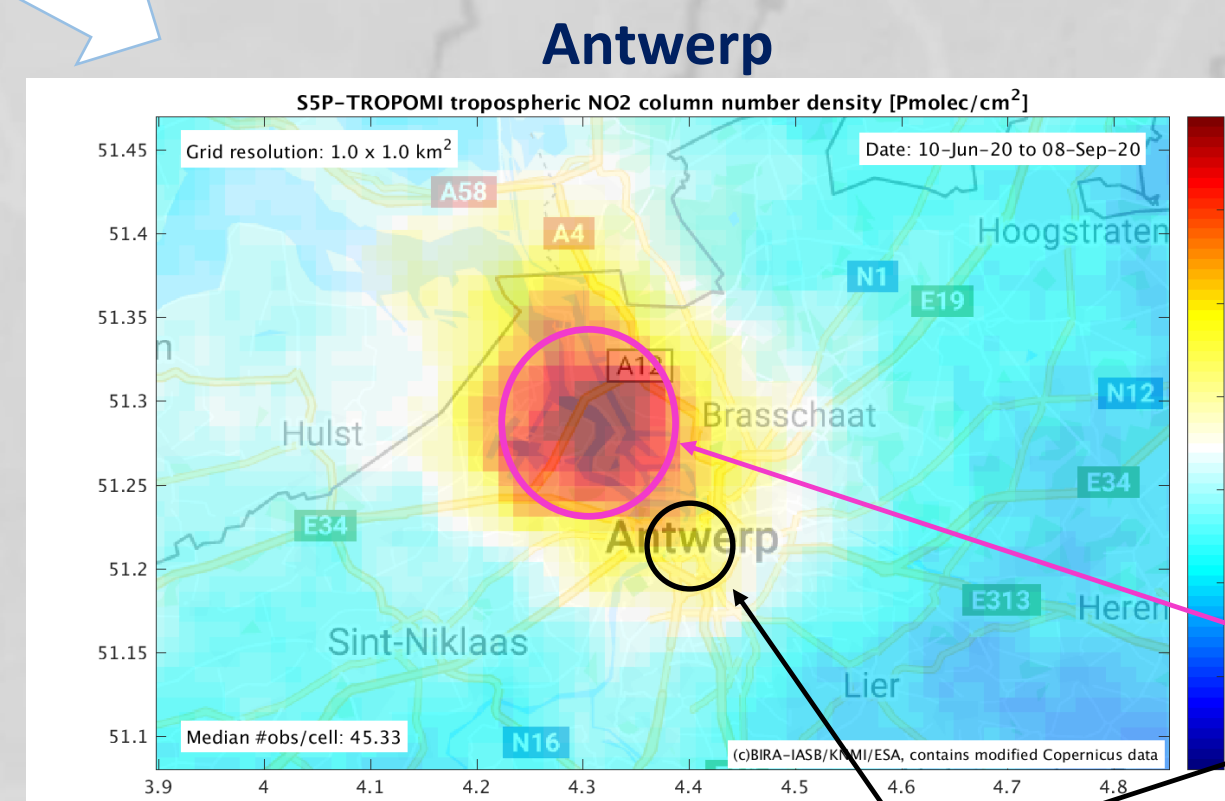 Antwerp
S5P-TROPOMI tropospheric NO2 column number density [Pmolec/cm²]
Grid resolution: 1.0 x 1.0 km²
Date: 10-Jun-20 to 08-Sep-20
51.45
A58
51.4
A4
Hoogstraten
N1
E19
51.35
n
A12
51.3
N12
Brasschaat
Hulst
51.25
E34
E34
Antwerp
51.2
E313
Heren
51.15
Sint-Niklaas
Lier
51.1
Median #obs/cell: 45.33
N16
(c)BIRA-IASB/KNMI/ESA, contains modified Copernicus data
3.9 4 4.1 4.2 4.3 4.4 4.5 4.6 4.7 4.8